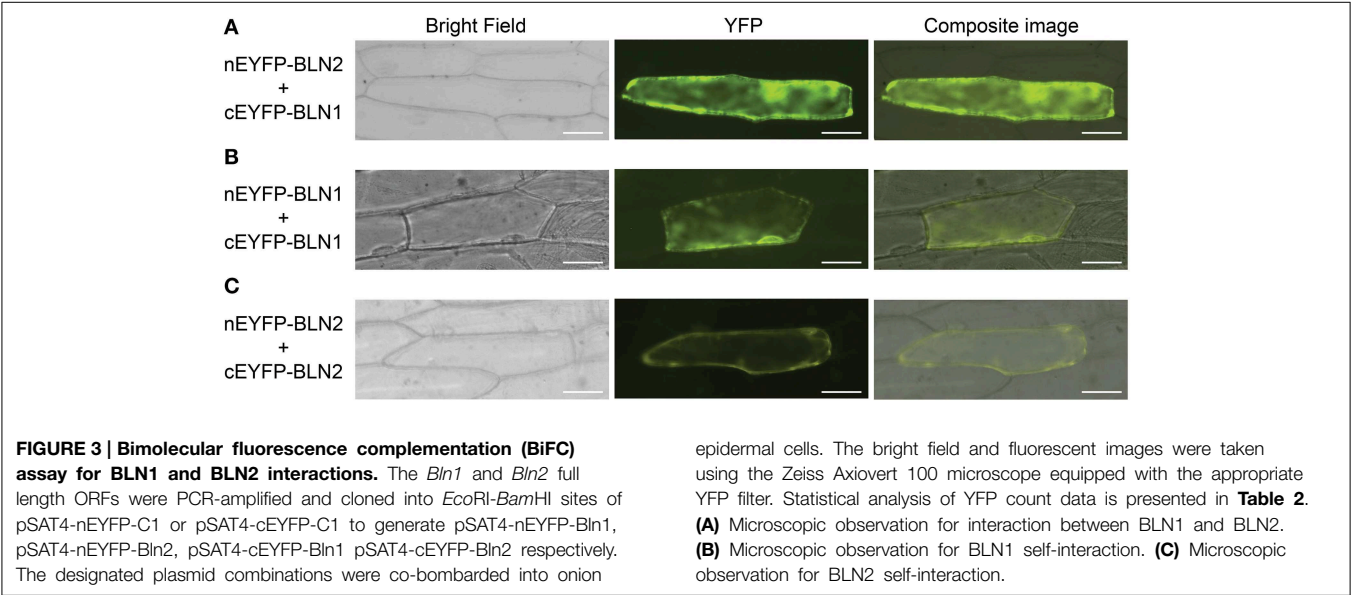 A
Bright Field
YFP
Composite image
nEYFP-BLN2
+
cEYFP-BLN1
B
nEYFP-BLN1
+
cEYFP-BLN1
C
nEYFP-BLN2
+
cEYFP-BLN2
FIGURE 3 | Bimolecular fluorescence complementation (BiFC)
assay for BLN1 and BLN2 interactions. The Bln1 and Bln2 full
length ORFs were PCR-amplified and cloned into EcoRI-BamHI sites of
pSAT4-nEYFP-C1 or pSAT4-cEYFP-C1 to generate pSAT4-nEYFP-Bln1,
pSAT4-nEYFP-Bln2, pSAT4-cEYFP-Bln1 pSAT4-cEYFP-Bln2 respectively.
The designated plasmid combinations were co-bombarded into onion
epidermal cells. The bright field and fluorescent images were taken
using the Zeiss Axiovert 100 microscope equipped with the appropriate
YFP filter. Statistical analysis of YFP count data is presented in Table 2.
(A) Microscopic observation for interaction between BLN1 and BLN2.
(B) Microscopic observation for BLN1 self-interaction. (C) Microscopic
observation for BLN2 self-interaction.